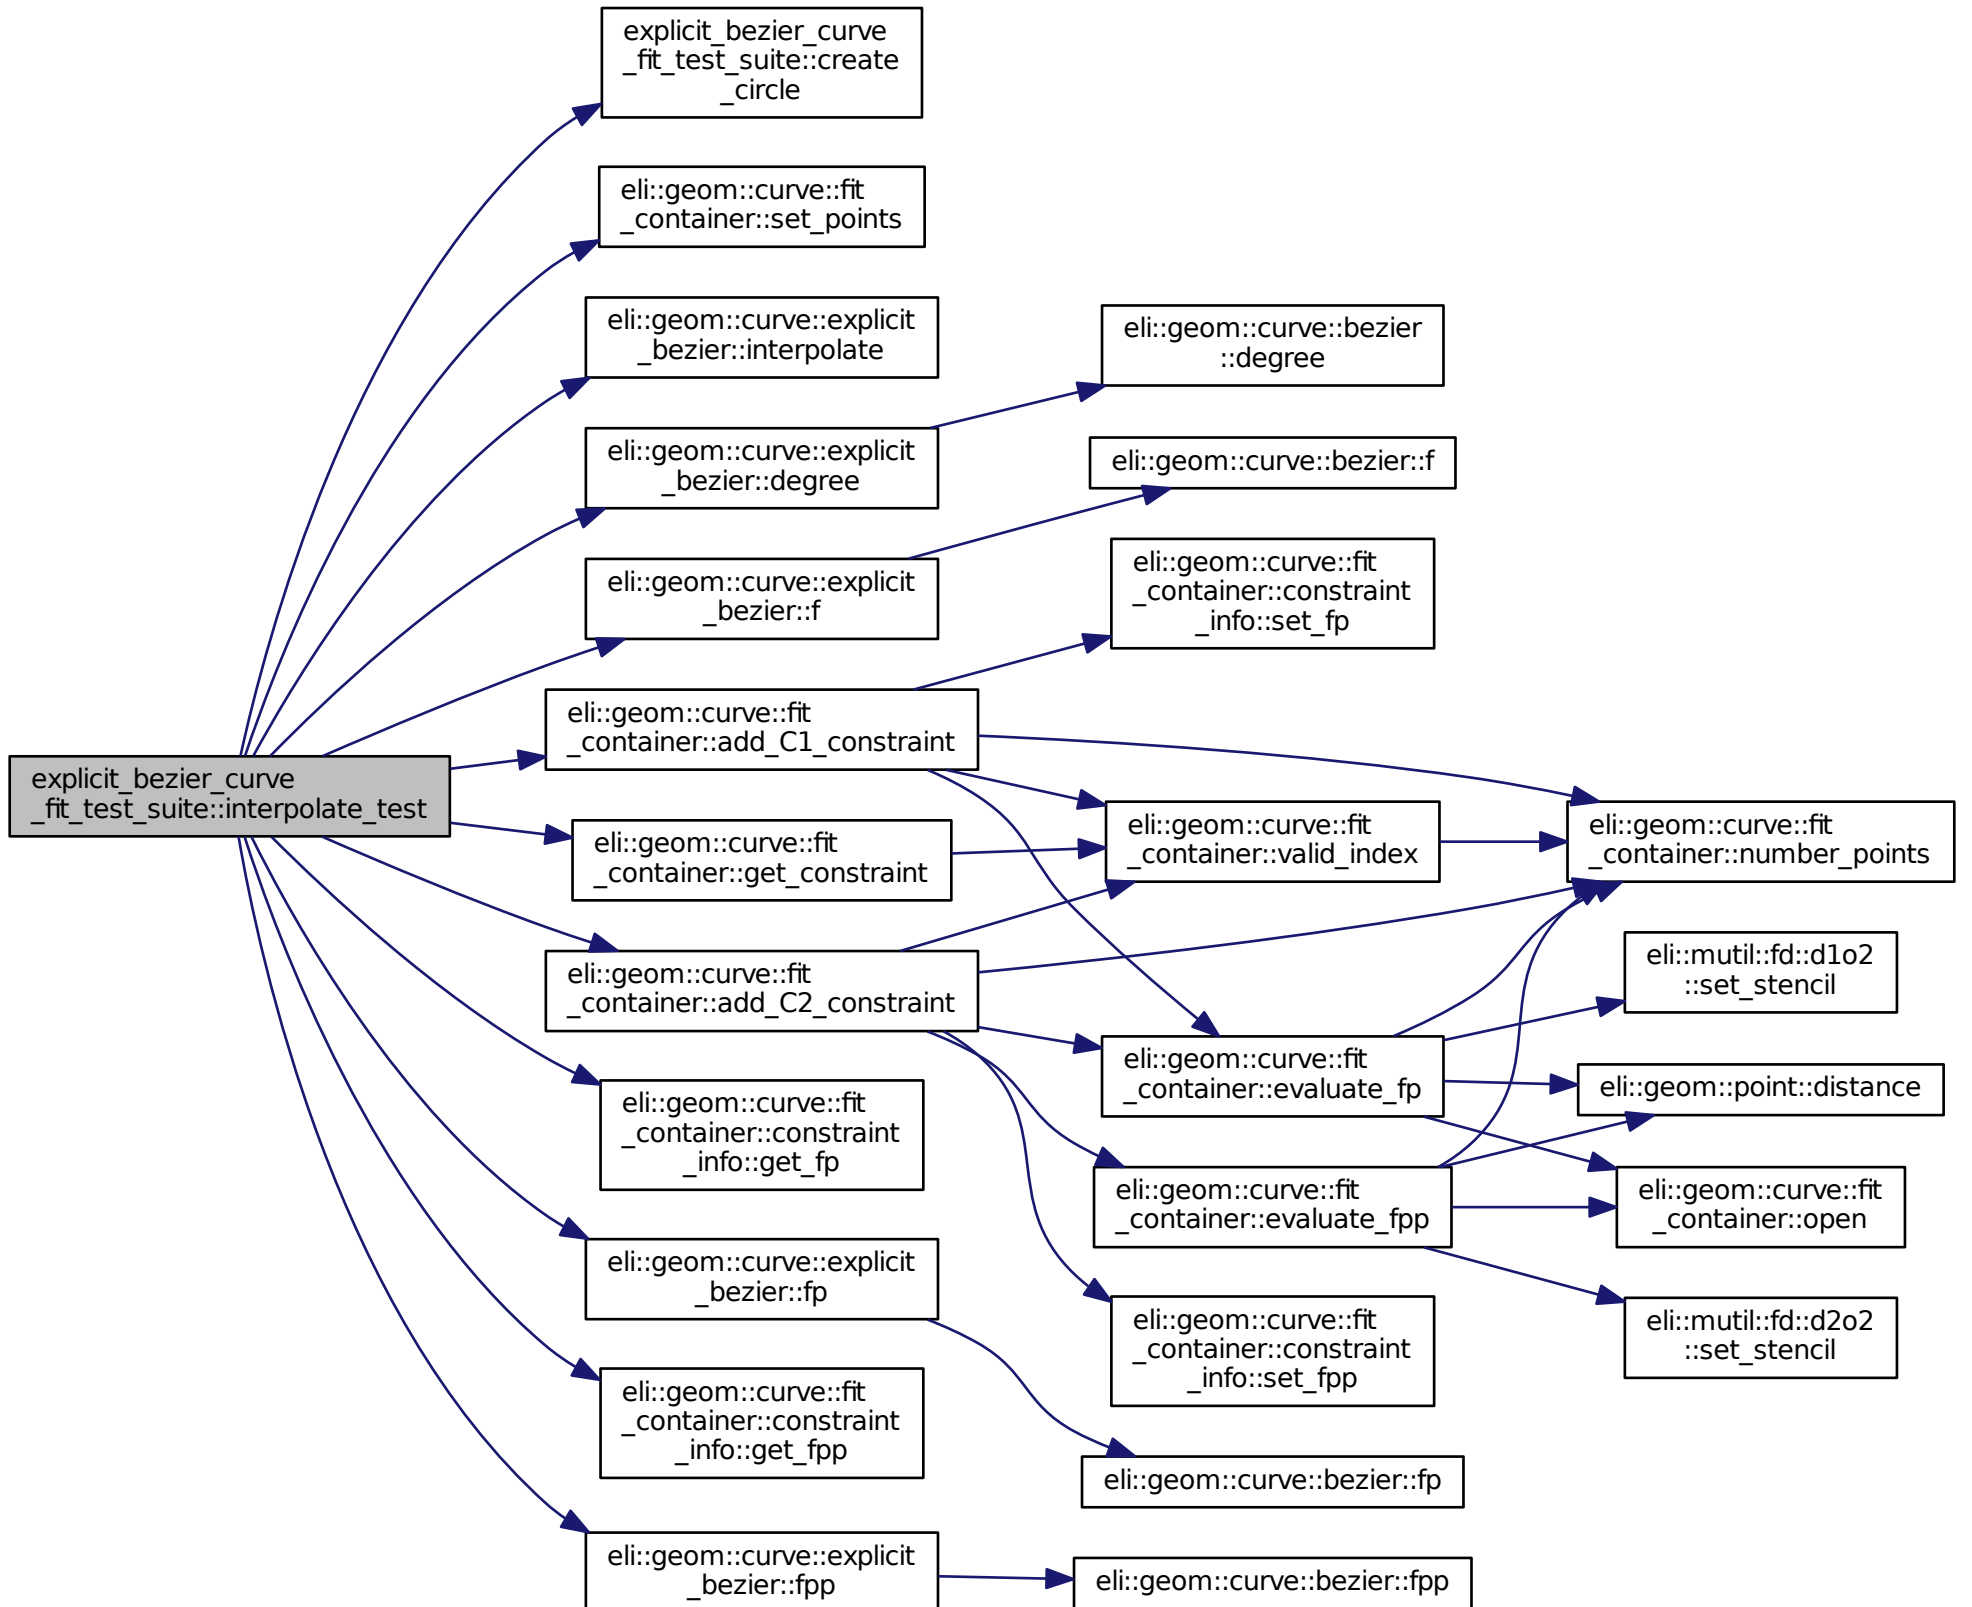 explicit_bezier_curve
_fit_test_suite::interpolate_test
explicit_bezier_curve
_fit_test_suite::create
_circle
eli::geom::curve::fit
_container::set_points
eli::geom::curve::explicit
_bezier::interpolate
eli::geom::curve::explicit
_bezier::degree
eli::geom::curve::explicit
_bezier::f
eli::geom::curve::fit
_container::add_C1_constraint
eli::geom::curve::fit
_container::get_constraint
eli::geom::curve::fit
_container::add_C2_constraint
eli::geom::curve::fit
_container::constraint
_info::get_fp
eli::geom::curve::explicit
_bezier::fp
eli::geom::curve::fit
_container::constraint
_info::get_fpp
eli::geom::curve::explicit
_bezier::fpp
eli::geom::curve::bezier
::degree
eli::geom::curve::bezier::f
eli::geom::curve::fit
_container::constraint
_info::set_fp
eli::geom::curve::fit
_container::valid_index
eli::geom::curve::fit
_container::evaluate_fp
eli::geom::curve::fit
_container::evaluate_fpp
eli::geom::curve::fit
_container::constraint
_info::set_fpp
eli::geom::curve::bezier::fp
eli::geom::curve::bezier::fpp
eli::geom::curve::fit
_container::number_points
eli::mutil::fd::d1o2
::set_stencil
eli::geom::point::distance
eli::geom::curve::fit
_container::open
eli::mutil::fd::d2o2
::set_stencil